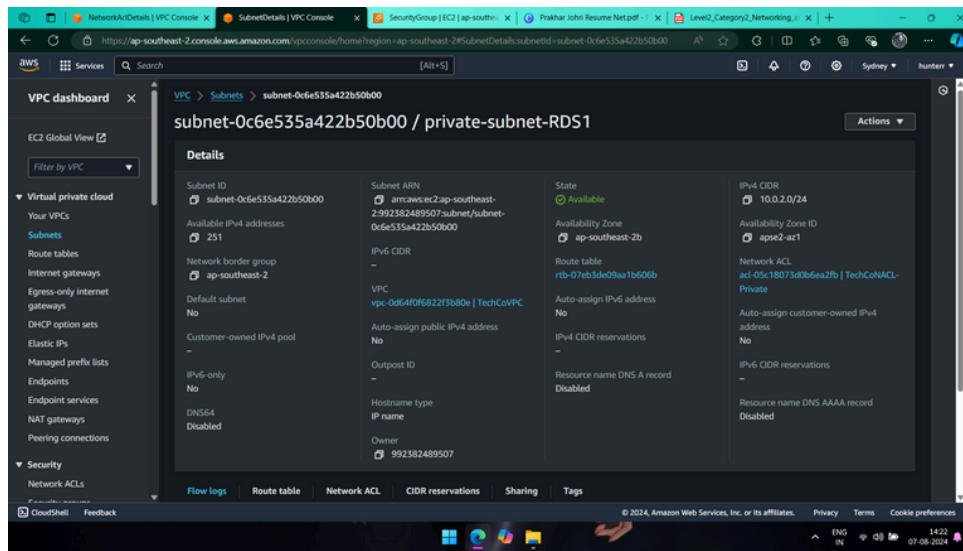 NetworkAclDetails | VPC Console
SubnetDetails | VPC Console
SecurityGroup | EC2 | ap-southe
Prakhar Johri Resume Net.pdf -
Level2_Category2_Networking_
https://ap-southeast-2.console.aws.amazon.com/vpcconsole/home?region=ap-southeast-2#SubnetDetails:subnetId=subnet-0c6e535a422b50b00
aws
Services
Search
[Alt+S]
Sydney
hunterr
VPC dashboard
EC2 Global View
Filter by VPC
Virtual private cloud
Your VPCs
Subnets
Route tables
Internet gateways
Egress-only internet
gateways
DHCP option sets
Elastic IPs
Managed prefix lists
Endpoints
Endpoint services
NAT gateways
Peering connections
Security
Network ACLs
VPC > Subnets > subnet-0c6e535a422b50b00
subnet-0c6e535a422b50b00 / private-subnet-RDS1
Actions
Details
Subnet ID
subnet-0c6e535a422b50b00
Available IPv4 addresses
251
Network border group
ap-southeast-2
Default subnet
No
Customer-owned IPv4 pool
–
IPv6-only
No
DNS64
Disabled
Subnet ARN
arn:aws:ec2:ap-southeast-
2:992382489507:subnet/subnet-
0c6e535a422b50b00
IPv6 CIDR
–
VPC
vpc-0d64f0f6822f3b80e | TechCoVPC
Auto-assign public IPv4 address
No
Outpost ID
–
Hostname type
IP name
Owner
992382489507
State
Available
Availability Zone
ap-southeast-2b
Route table
rtb-07eb3de09aa1b606b
Auto-assign IPv6 address
No
IPv4 CIDR reservations
–
Resource name DNS A record
Disabled
IPv4 CIDR
10.0.2.0/24
Availability Zone ID
apse2-az1
Network ACL
acl-05c18073d0b6ea2fb | TechCoNACL-
Private
Auto-assign customer-owned IPv4
address
No
IPv6 CIDR reservations
–
Resource name DNS AAAA record
Disabled
Flow logs
Route table
Network ACL
CIDR reservations
Sharing
Tags
CloudShell
Feedback
© 2024, Amazon Web Services, Inc. or its affiliates.
Privacy
Terms
Cookie preferences
ENG
IN
14:22
07-08-2024